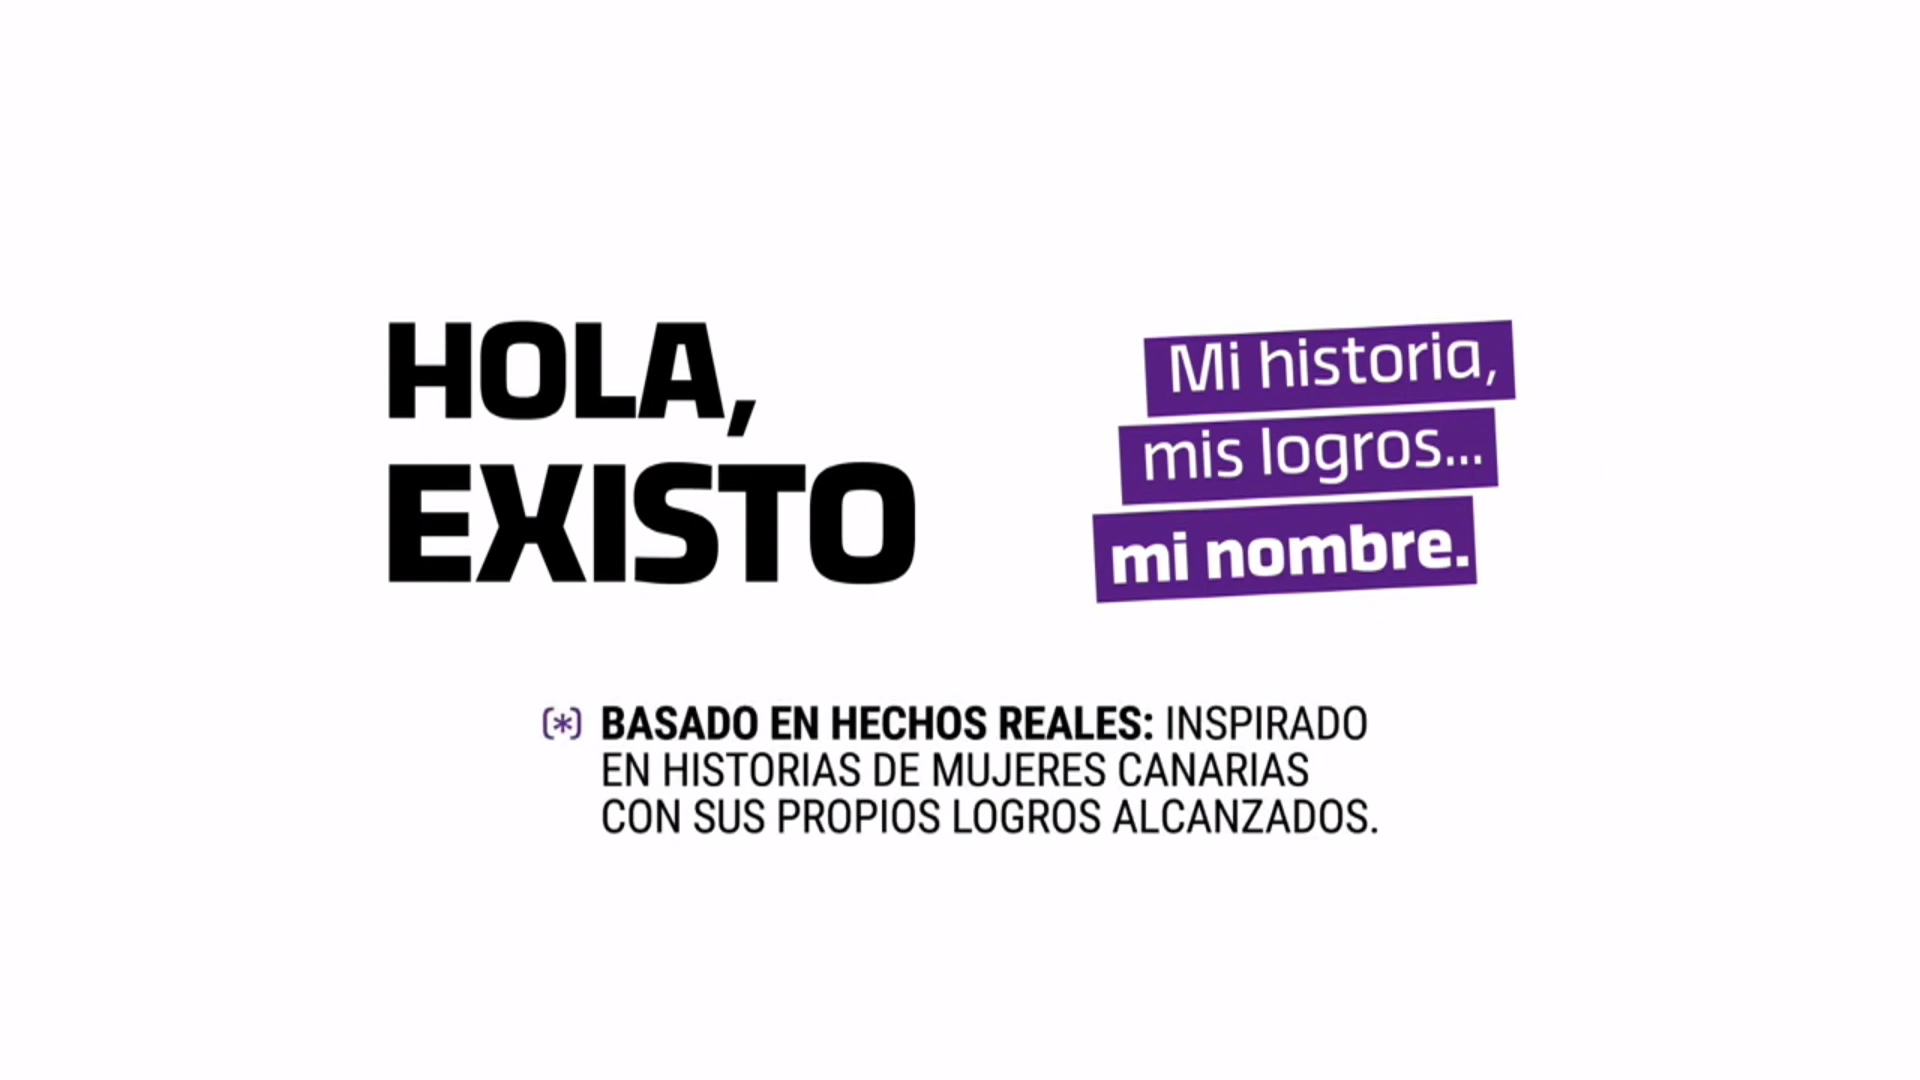 HOLA,
EXISTO
Mi historia,
mis logros...
mi nombre.
(*) BASADO EN HECHOS REALES: INSPIRADO
EN HISTORIAS DE MUJERES CANARIAS
CON SUS PROPIOS LOGROS ALCANZADOS.